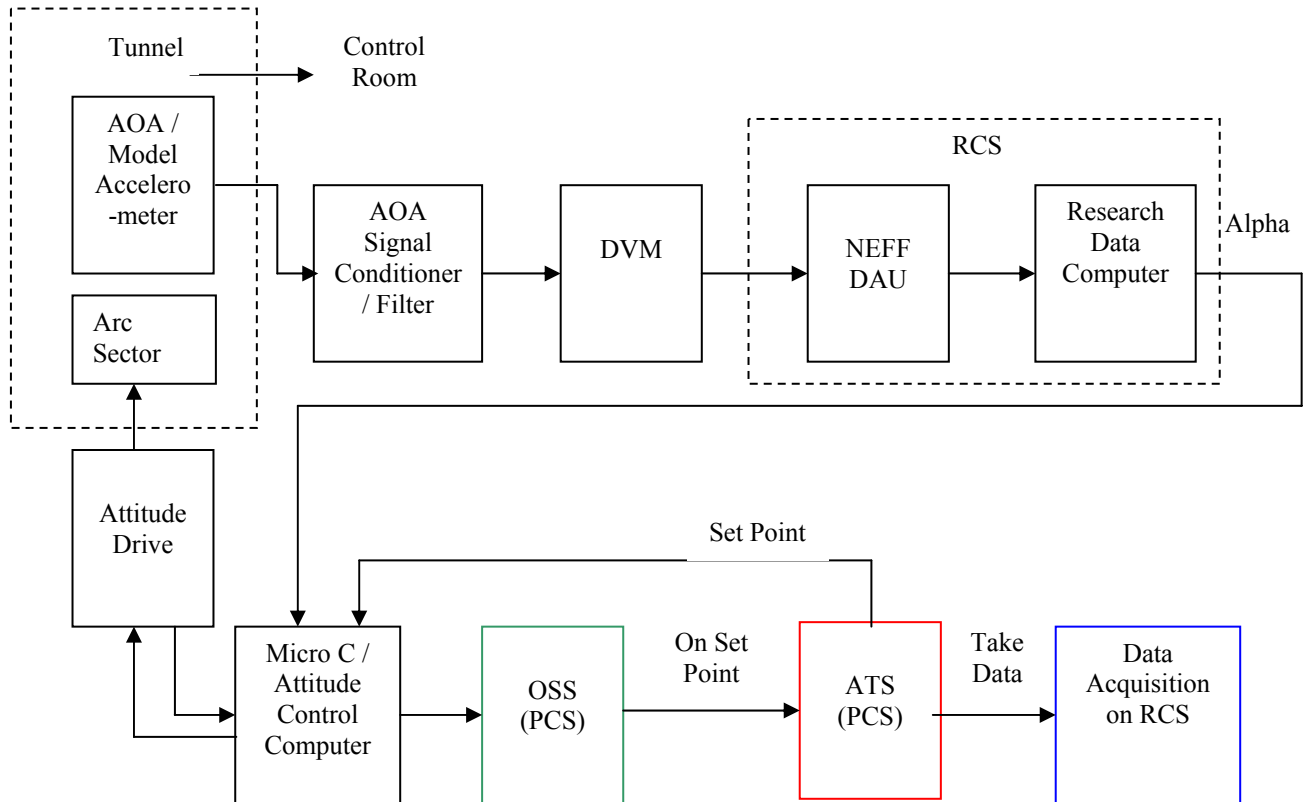 Tunnel
Control
Room
AOA /
Model
Accelero
-meter
Arc
Sector
AOA
Signal
Conditioner
/ Filter
DVM
RCS
NEFF
DAU
Research
Data
Computer
Alpha
Attitude
Drive
Set Point
Micro C /
Attitude
Control
Computer
OSS
(PCS)
On Set
Point
ATS
(PCS)
Take
Data
Data
Acquisition
on RCS